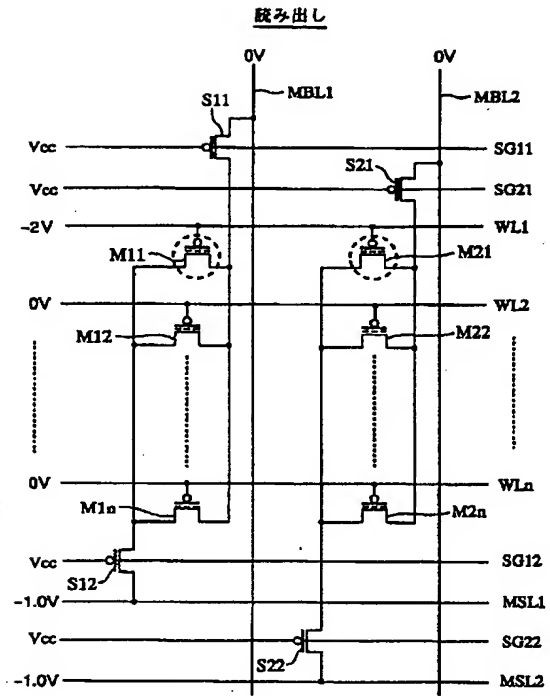 読み出し
0V 0V
MBL1 MBL2
S11
Vcc SG11
S21
Vcc SG21
-2V WL1
M11 M21
0V WL2
M12 M22
0V WLn
M1n M2n
Vcc SG12
S12
-1.0V MSL1
Vcc SG22
S22
-1.0V MSL2